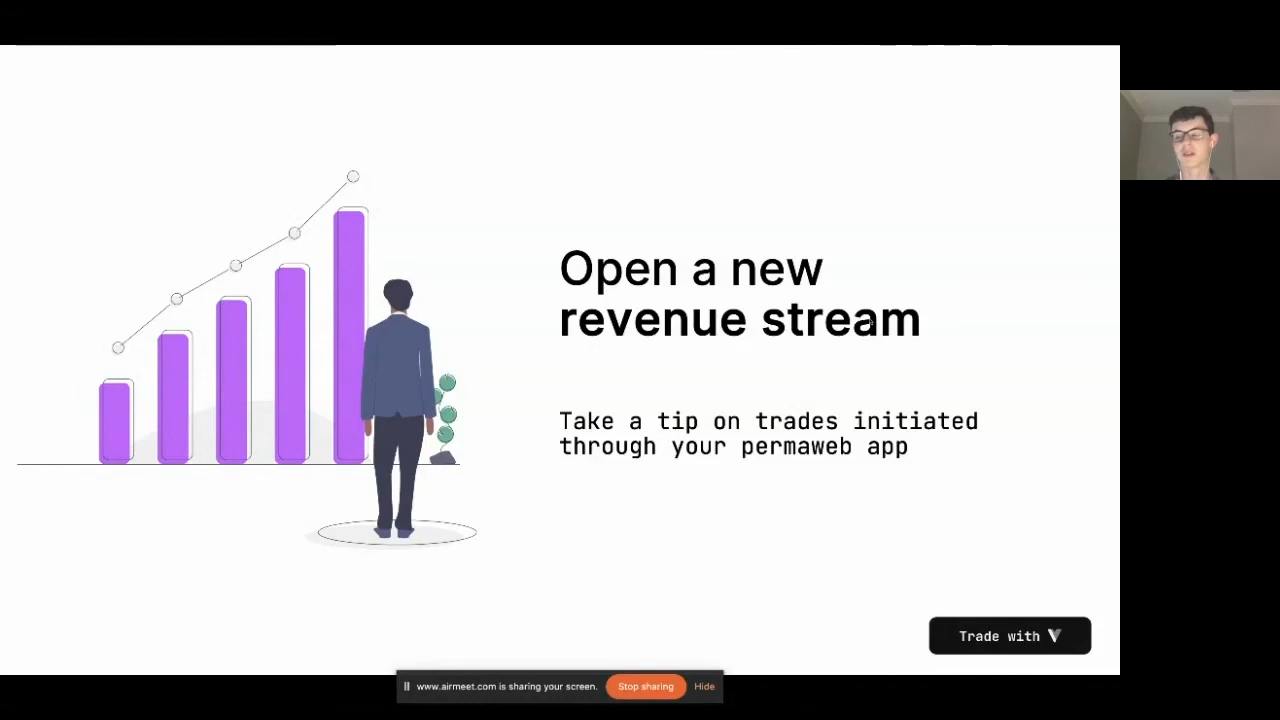 Open a new
revenue stream
Take a tip on trades initiated
through your permaweb app
Trade with
www.airmeet.com is sharing your screen.
Stop sharing
Hide